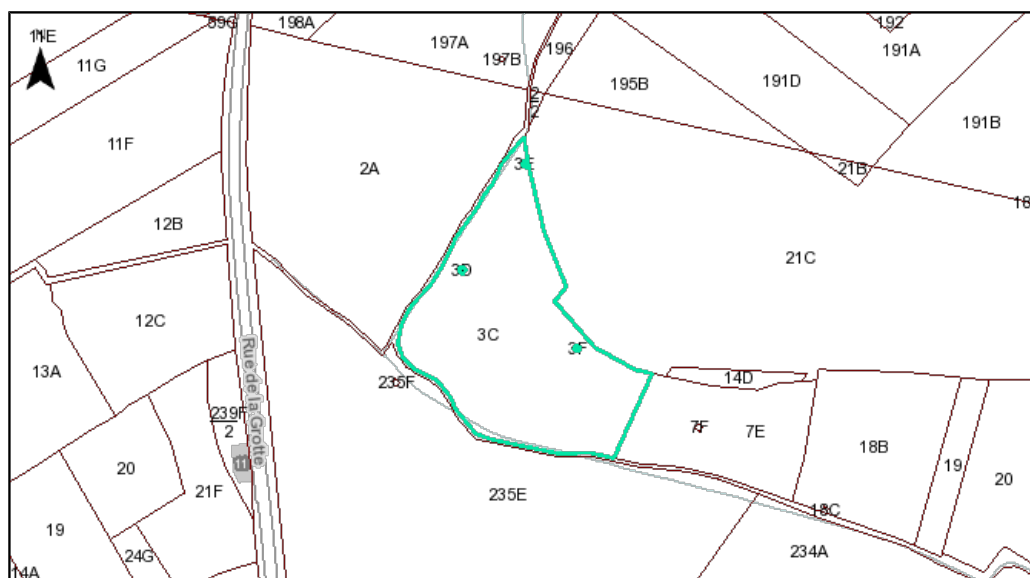 39G
198A
192
N
197A
191A
11G
197B
196
195B
191D
2
2
191B
11F
3E
2A
21B
18
12B
21C
3D
12C
3C
3F
Rue de la Grotte
13A
235F
14D
239F
2
7F
7E
18B
11
20
19
20
21F
235E
18C
19
24G
234A
14A